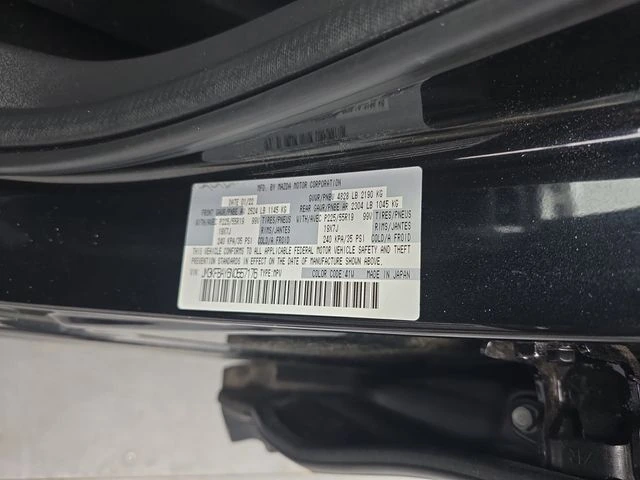 MFD. BY MAZDA MOTOR CORPORATION
DATE 01/22 GVWR/PNBV 4828 LB 2190 KG
FRONT GAWR/PNBE AV 2524 LB 1145 KG REAR GAWR/PNBE AR 2304 LB 1045 KG
WITH/AVEC P225/55R19 99V TIRES/PNEUS WITH/AVEC P225/55R19 99V TIRES/PNEUS
19X7J RIMS/JANTES 19X7J RIMS/JANTES
240 KPA/35 PSI COLD/A FROID 240 KPA/35 PSI COLD/A FROID
THIS VEHICLE CONFORMS TO ALL APPLICABLE FEDERAL MOTOR VEHICLE SAFETY
AND THEFT PREVENTION STANDARDS IN EFFECT ON THE DATE OF MANUFACTURE SHOWN ABOVE.
VIN: TYPE MPV COLOR CODE 41W MADE IN JAPAN